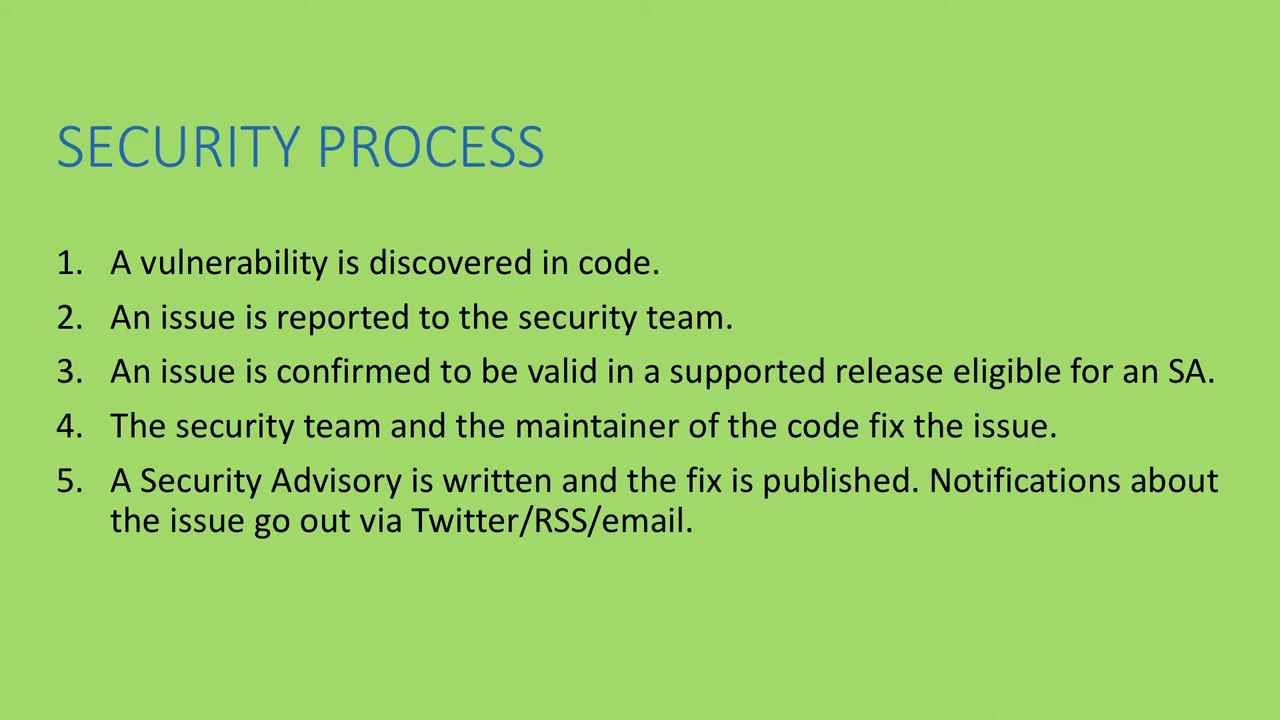 SECURITY PROCESS
1. A vulnerability is discovered in code.
2. An issue is reported to the security team.
3. An issue is confirmed to be valid in a supported release eligible for an SA.
4. The security team and the maintainer of the code fix the issue.
5. A Security Advisory is written and the fix is published. Notifications about
the issue go out via Twitter/RSS/email.